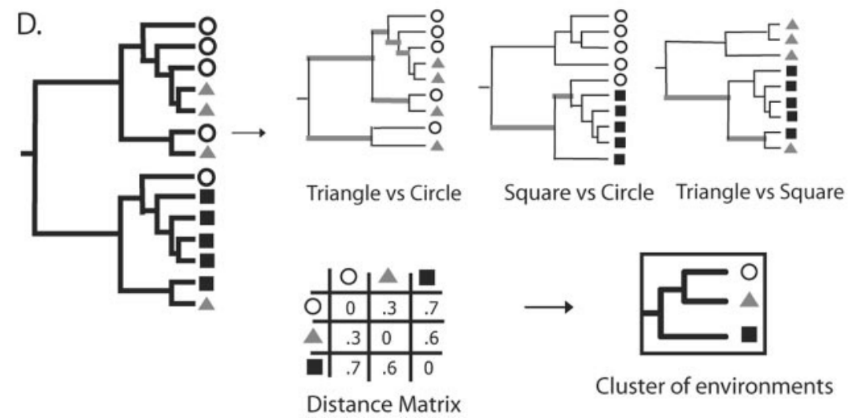 D.
Triangle vs Circle
Square vs Circle
Triangle vs Square
0 .3 .7
.3 0 .6
.7 .6 0
Distance Matrix
Cluster of environments